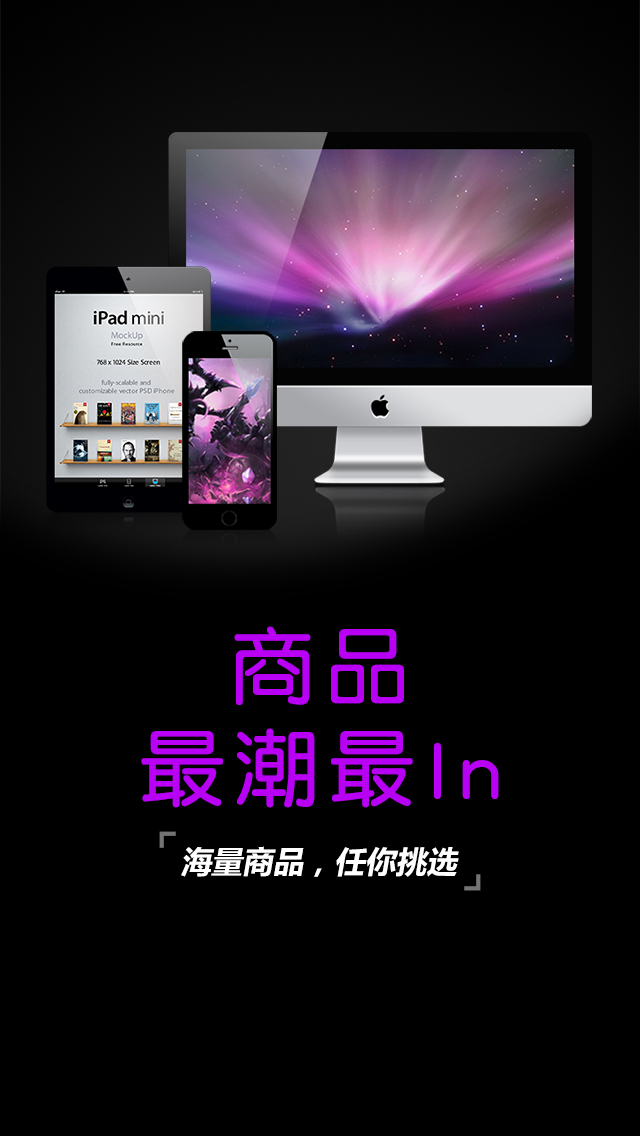 iPad mini
MockUp
Free Resource
768 x 1024 Size Screen
fully-scalable and
customizable vector PSD iPhone
商品
最潮最In
「海量商品，任你挑选」